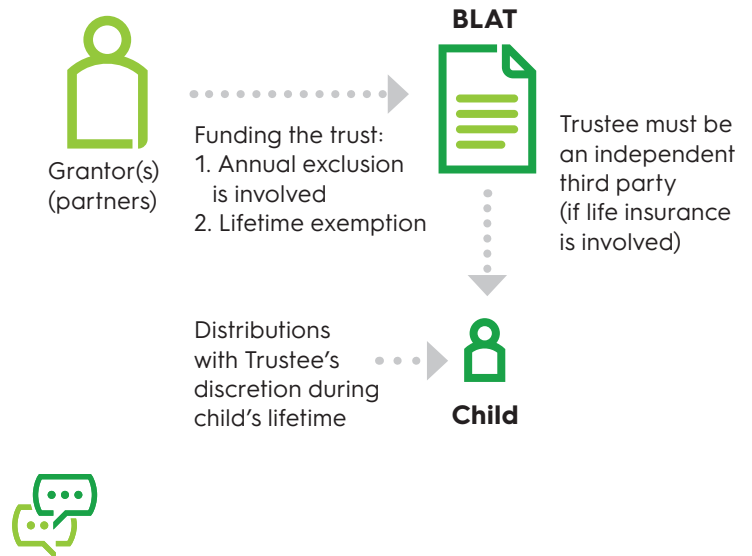 BLAT
Grantor(s)
(partners)
Funding the trust:
1. Annual exclusion
is involved
2. Lifetime exemption
Trustee must be
an independent
third party
(if life insurance
is involved)
Distributions
with Trustee’s
discretion during
child’s lifetime
Child